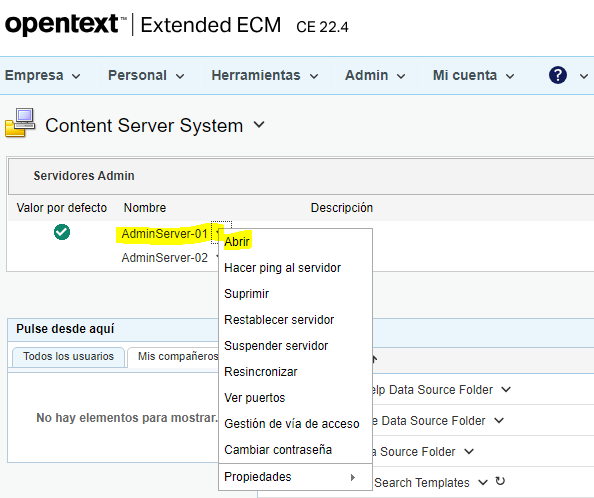 opentext™ | Extended ECM CE 22.4
Empresa Personal Herramientas Admin Mi cuenta ?
Content Server System
Servidores Admin
Valor por defecto Nombre Descripción
AdminServer-01
Abrir
AdminServer-02
Hacer ping al servidor
Suprimir
Restablecer servidor
Suspender servidor
Resincronizar
Ver puertos
Gestión de vía de acceso
Cambiar contraseña
Propiedades
Pulse desde aquí
Todos los usuarios Mis compañeros
No hay elementos para mostrar.
Data Source Folder
Data Source Folder
Source Folder
Search Templates